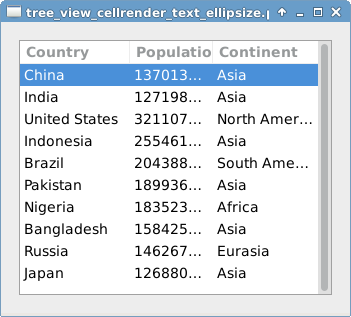 tree_view_cellrender_text_ellipsize.p
Country Populatio Continent
China 137013... Asia
India 127198... Asia
United States 321107... North Amer...
Indonesia 255461... Asia
Brazil 204388... South Ame...
Pakistan 189936... Asia
Nigeria 183523... Africa
Bangladesh 158425... Asia
Russia 146267... Eurasia
Japan 126880... Asia